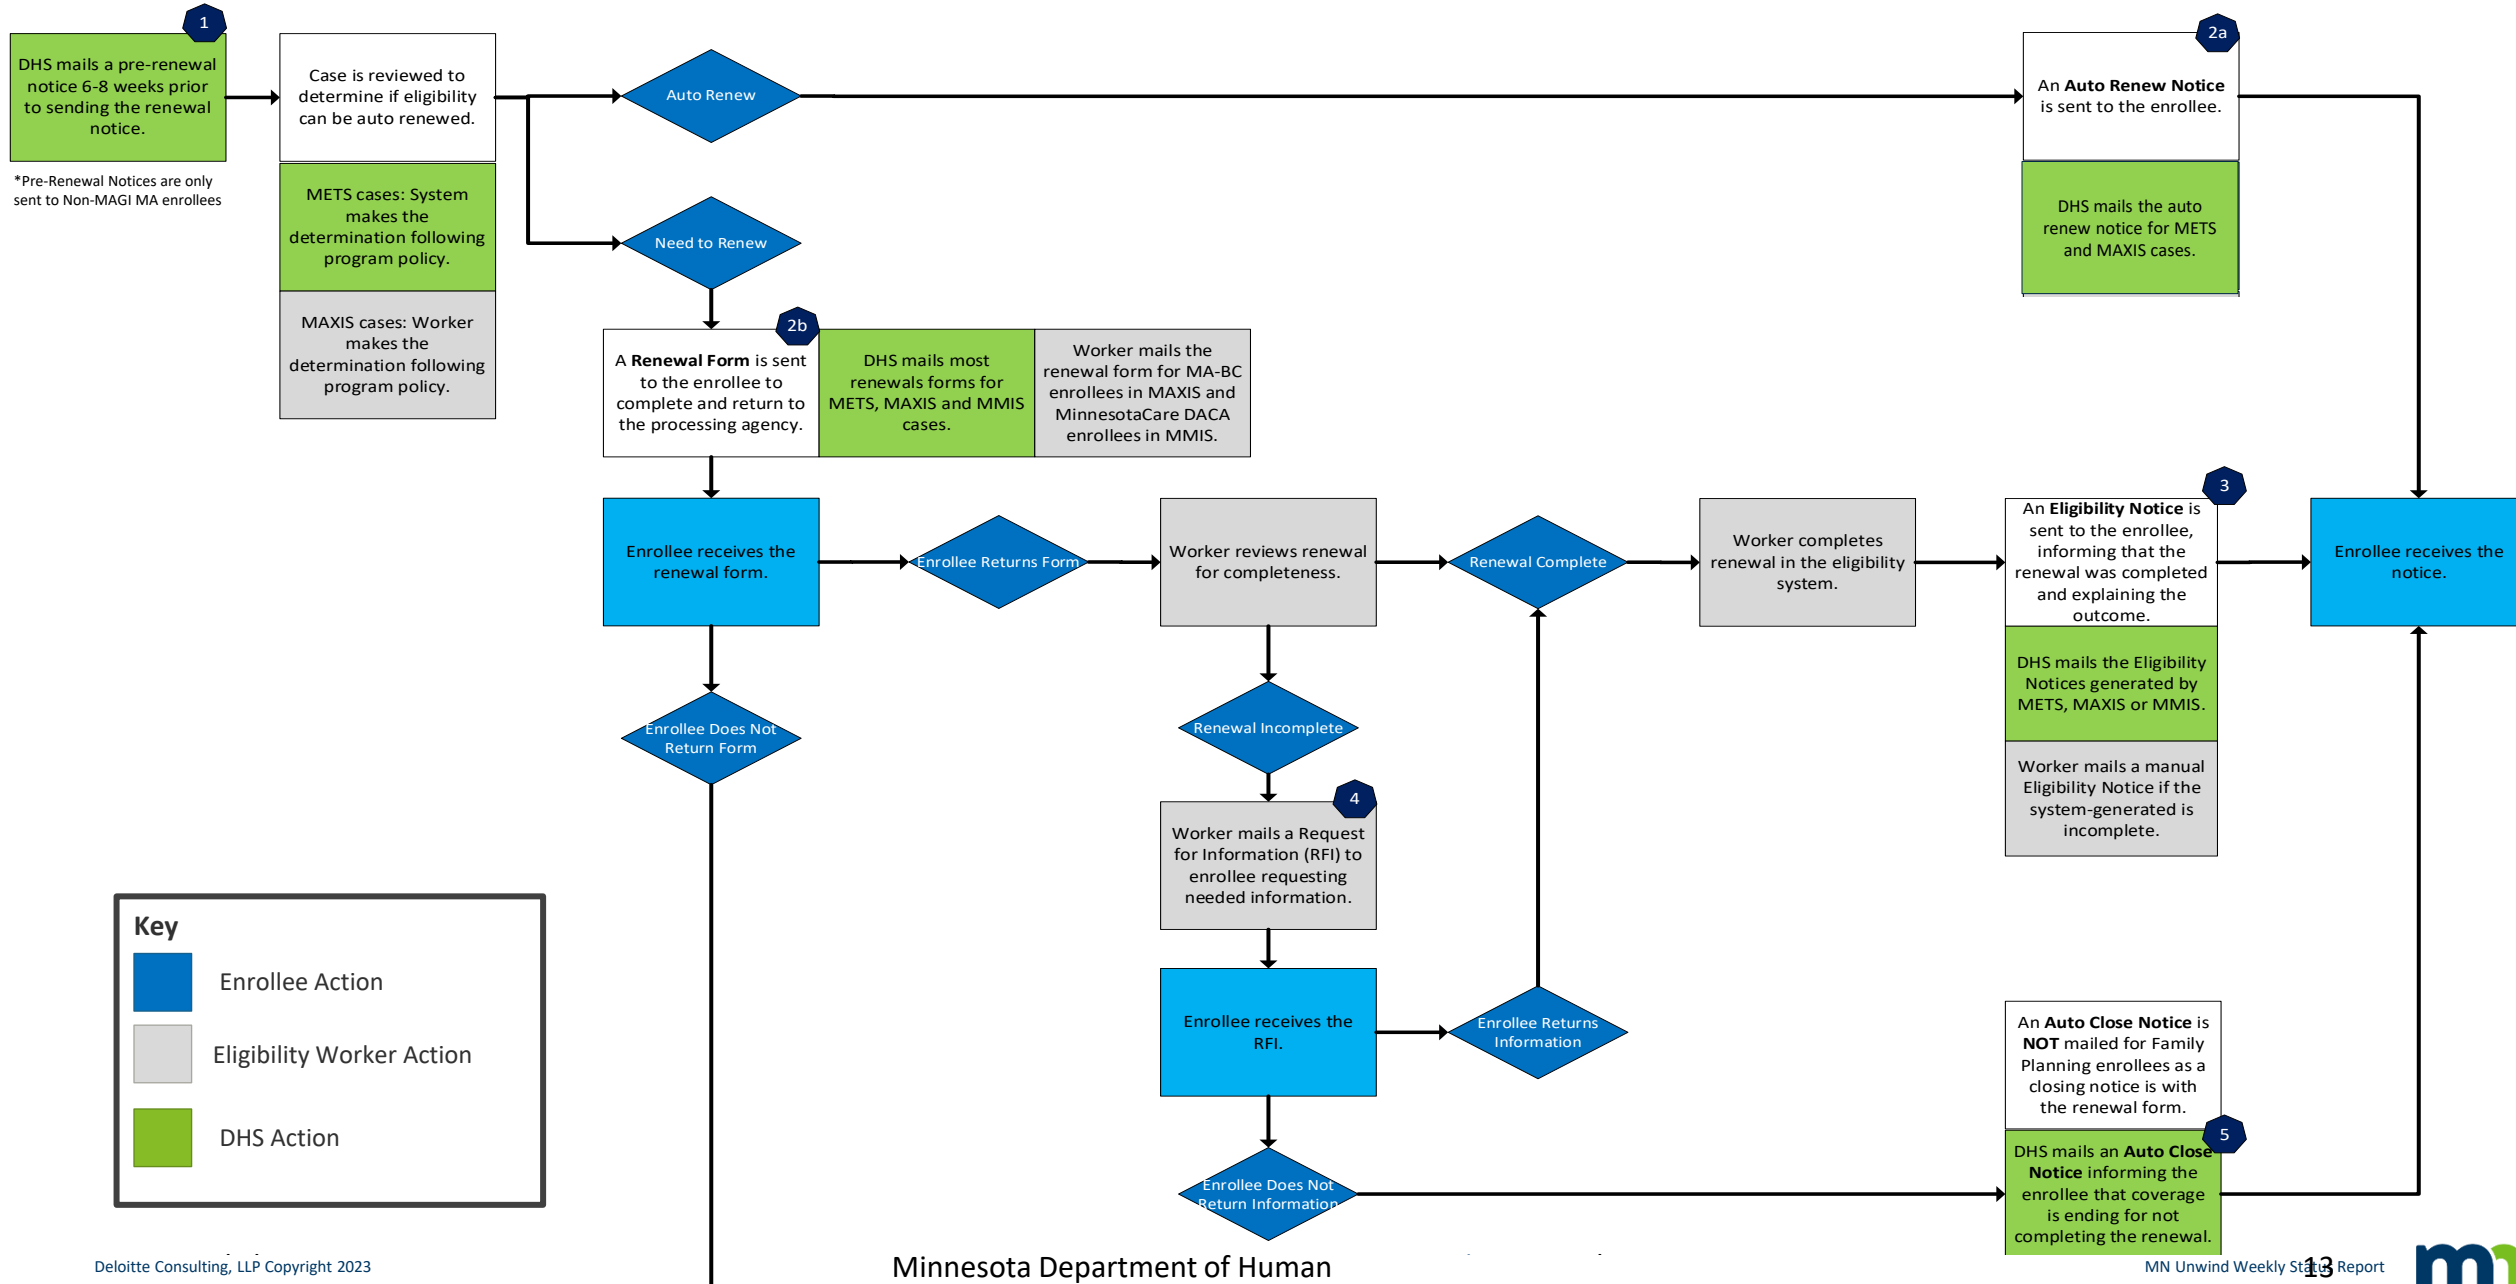 1
DHS mails a pre-renewal
notice 6-8 weeks prior
to sending the renewal
notice.
*Pre-Renewal Notices are only
sent to Non-MAGI MA enrollees
Case is reviewed to
determine if eligibility
can be auto renewed.
METS cases: System
makes the
determination following
program policy.
MAXIS cases: Worker
makes the
determination following
program policy.
Auto Renew
Need to Renew
2a
An Auto Renew Notice
is sent to the enrollee.
DHS mails the auto
renew notice for METS
and MAXIS cases.
2b
A Renewal Form is sent
to the enrollee to
complete and return to
the processing agency.
DHS mails most
renewals forms for
METS, MAXIS and MMIS
cases.
Worker mails the
renewal form for MA-BC
enrollees in MAXIS and
MinnesotaCare DACA
enrollees in MMIS.
Enrollee receives the
renewal form.
Enrollee Returns Form
Worker reviews renewal
for completeness.
Renewal Complete
Worker completes
renewal in the eligibility
system.
3
An Eligibility Notice is
sent to the enrollee,
informing that the
renewal was completed
and explaining the
outcome.
DHS mails the Eligibility
Notices generated by
METS, MAXIS or MMIS.
Worker mails a manual
Eligibility Notice if the
system-generated is
incomplete.
Enrollee receives the
notice.
Enrollee Does Not
Return Form
Renewal Incomplete
4
Worker mails a Request
for Information (RFI) to
enrollee requesting
needed information.
Enrollee receives the
RFI.
Enrollee Returns
Information
Enrollee Does Not
Return Information
An Auto Close Notice is
NOT mailed for Family
Planning enrollees as a
closing notice is with
the renewal form.
5
DHS mails an Auto Close
Notice informing the
enrollee that coverage
is ending for not
completing the renewal.
Key
Enrollee Action
Eligibility Worker Action
DHS Action
Deloitte Consulting, LLP Copyright 2023
Minnesota Department of Human
MN Unwind Weekly Status Report
13